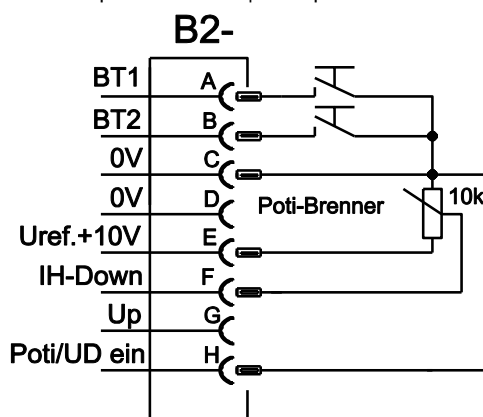 B2-
BT1 A
BT2 B
0V C
0V D Poti-Brenner 10k
Uref.+10V E
IH-Down F
Up G
Poti/UD ein H